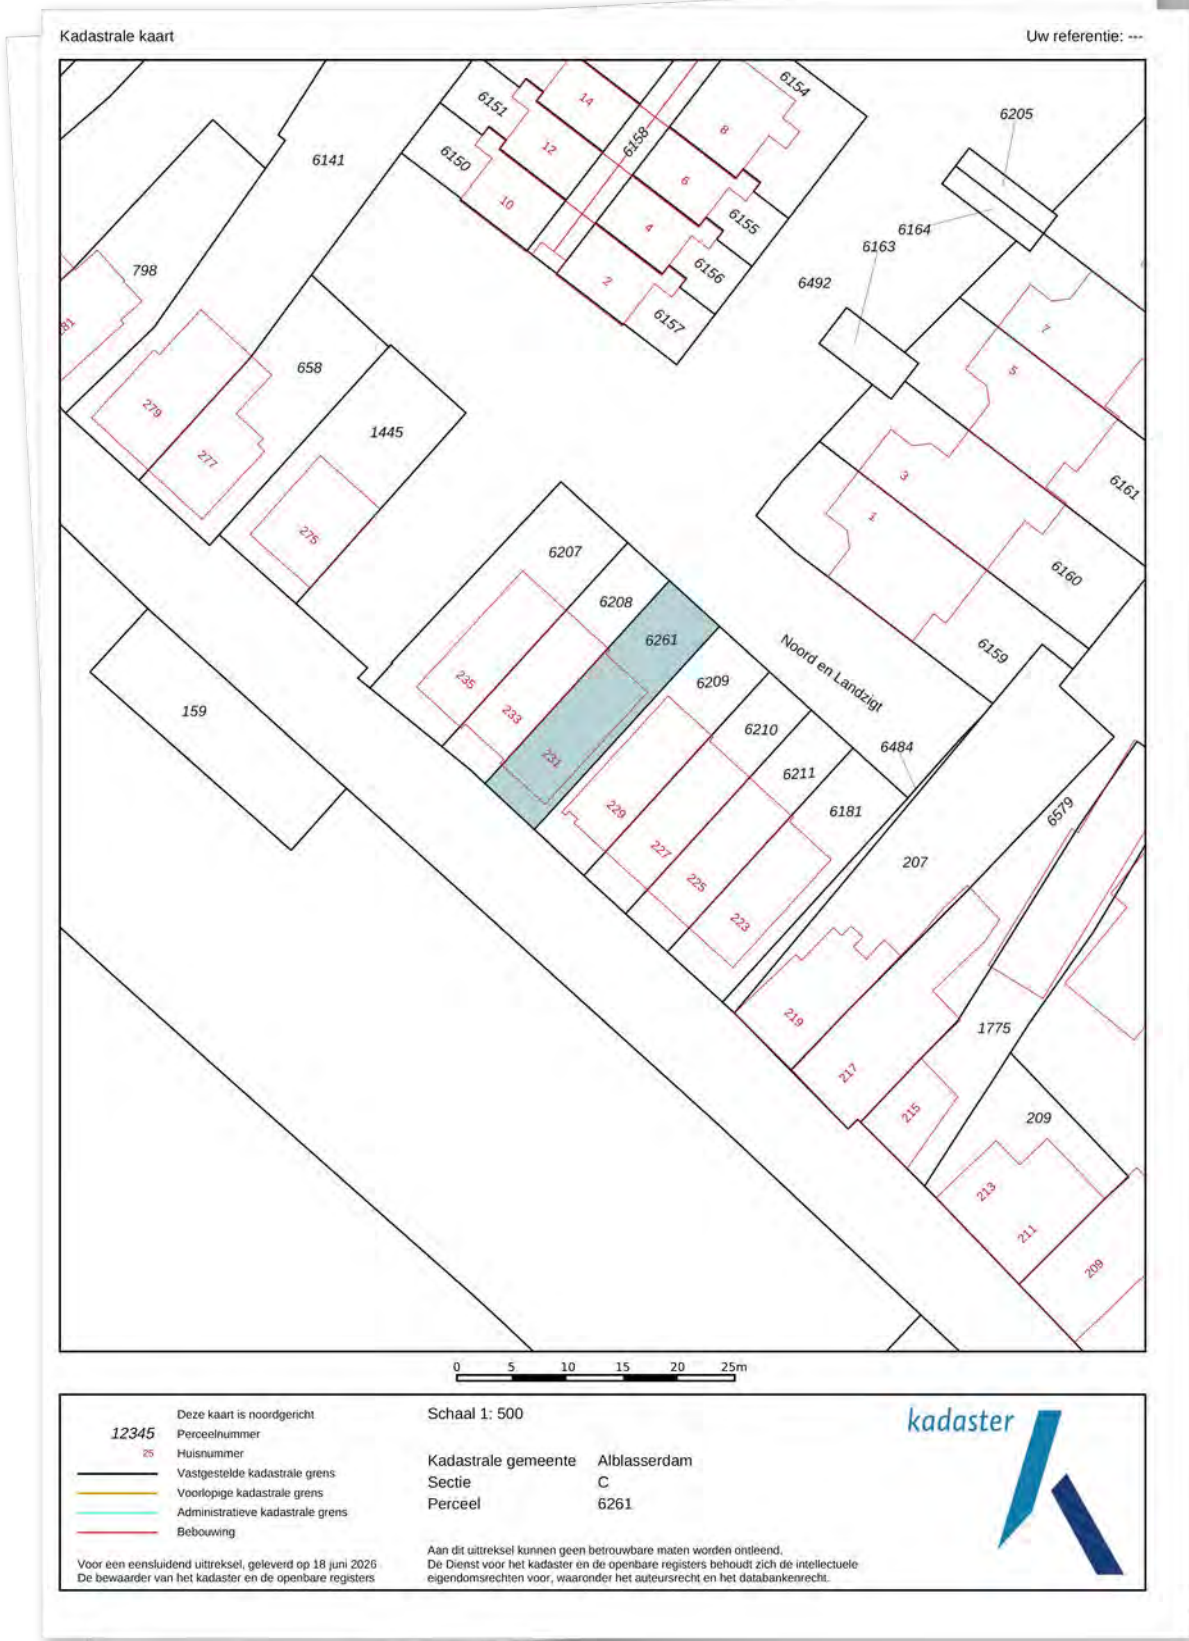 Kadastrale kaart
Uw referentie: ---
6154
6151
14
8
6205
6158
12
6150
6141
6
10
6155
4
6164
6163
6156
798
2
6492
6157
7
281
658
5
279
1445
277
3
6161
1
275
6207
6160
6208
6261
Noord en Landzigt
6159
235
6209
233
159
6210
6484
231
6211
229
6181
6579
227
207
225
223
219
1775
217
215
209
213
211
209
0 5 10 15 20 25m
Deze kaart is noordgericht
12345 Perceelnummer
25 Huisnummer
Vastgestelde kadastrale grens
Voorlopige kadastrale grens
Administratieve kadastrale grens
Bebouwing
Voor een eensluidend uittreksel, geleverd op 18 juni 2026
De bewaarder van het kadaster en de openbare registers
Schaal 1: 500
Kadastrale gemeente Alblasserdam
Sectie C
Perceel 6261
Aan dit uittreksel kunnen geen betrouwbare maten worden ontleend.
De Dienst voor het kadaster en de openbare registers behoudt zich de intellectuele
eigendomsrechten voor, waaronder het auteursrecht en het databankenrecht.
kadaster